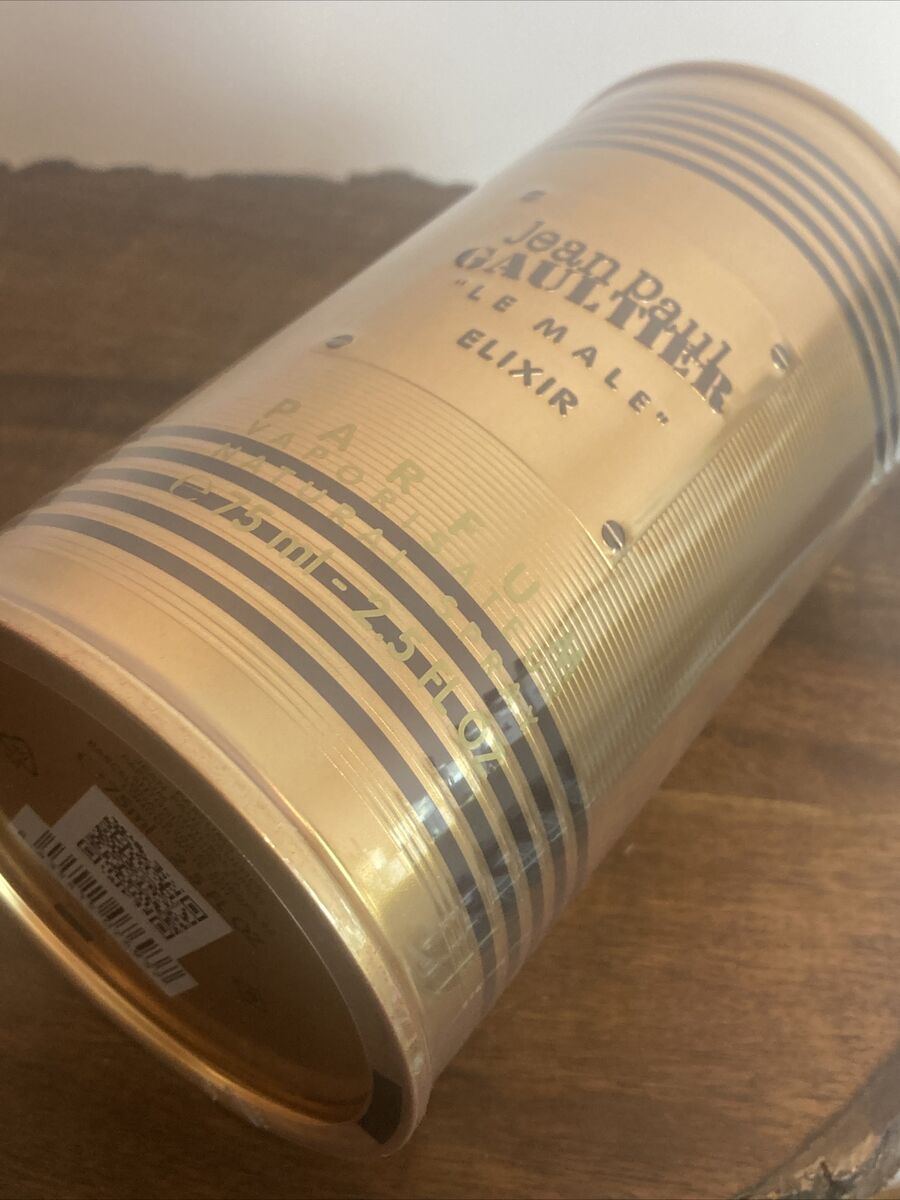 Jean Paul
GAULTIER
"LE MALE"
ELIXIR
PARFUM
VAPORISATEUR
NATURAL SPRAY
℮ 75 ml - 2.5 FL OZ